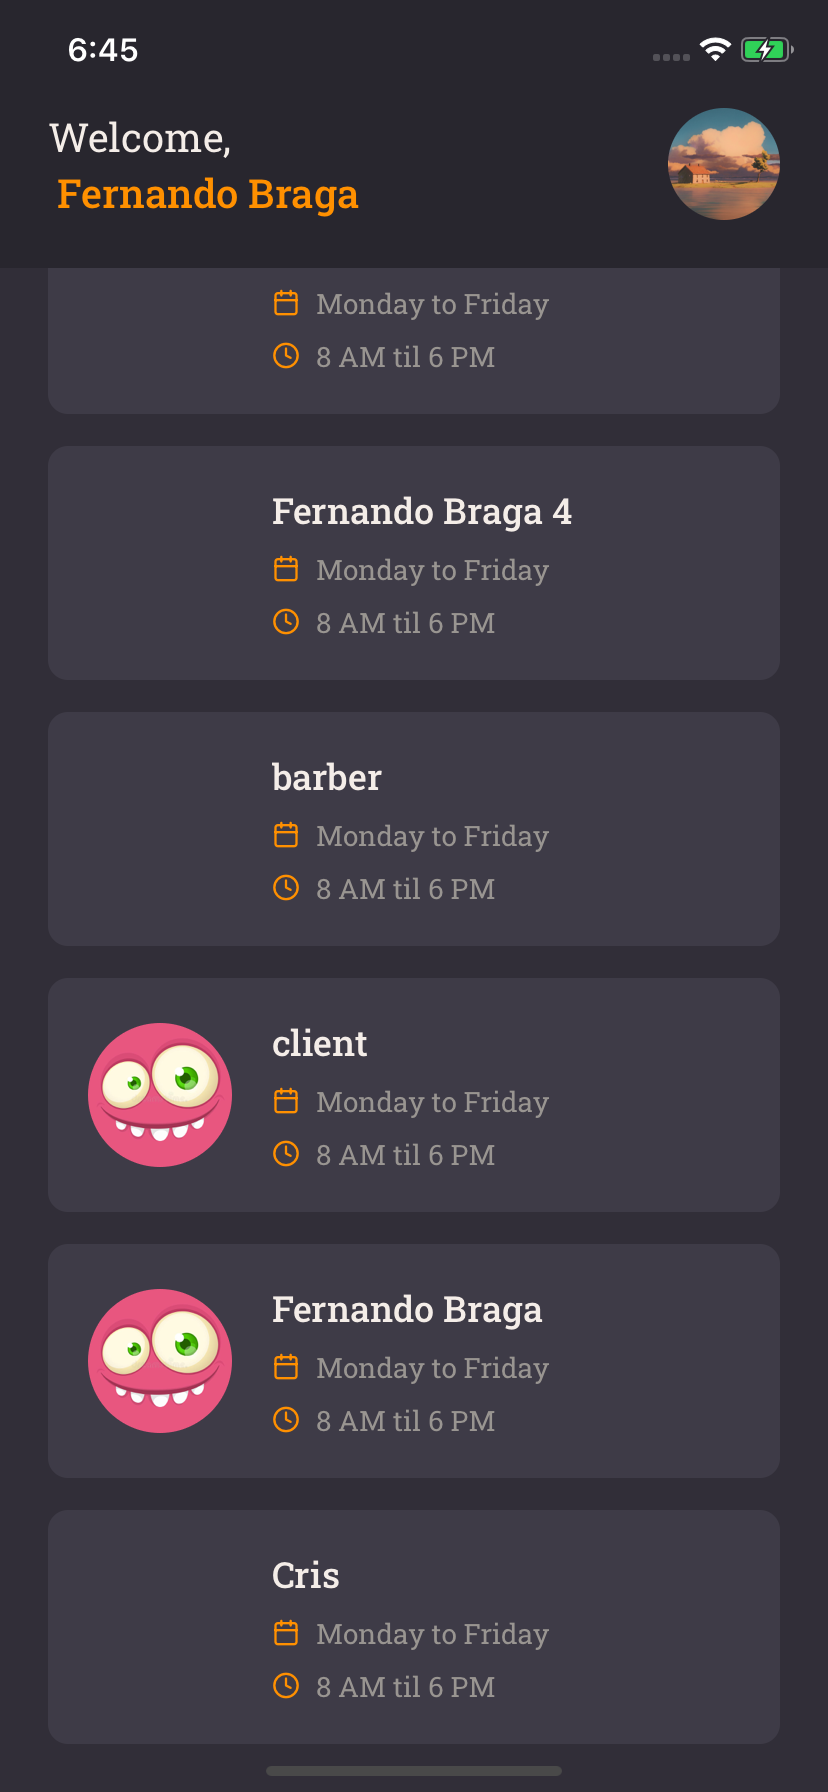 6:45
Welcome,
Fernando Braga
Monday to Friday
8 AM til 6 PM
Fernando Braga 4
Monday to Friday
8 AM til 6 PM
barber
Monday to Friday
8 AM til 6 PM
client
Monday to Friday
8 AM til 6 PM
Fernando Braga
Monday to Friday
8 AM til 6 PM
Cris
Monday to Friday
8 AM til 6 PM